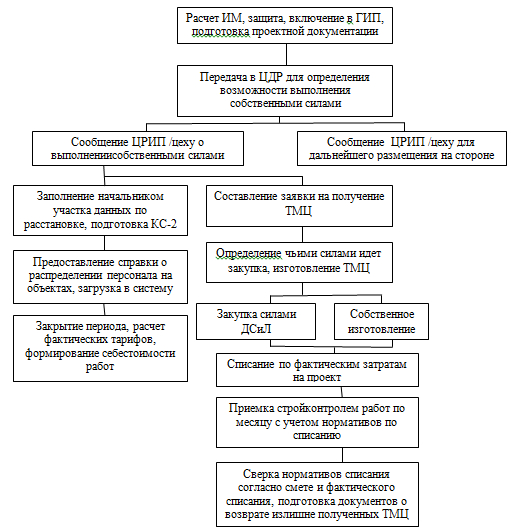 Расчет ИМ, защита, включение в ГИП,
подготовка проектной документации
Передача в ЦДР для определения
возможности выполнения
собственными силами
Сообщение ЦРИП /цеху о
выполнениисобственными силами
Сообщение ЦРИП /цеху для
дальнейшего размещения на стороне
Заполнение начальником
участка данных по
расстановке, подготовка КС-2
Составление заявки на получение
ТМЦ
Предоставление справки о
распределении персонала на
объектах, загрузка в систему
Определение чьими силами идет
закупка, изготовление ТМЦ
Закрытие периода, расчет
фактических тарифов,
формирование себестоимости
работ
Закупка силами
ДСиЛ
Собственное
изготовление
Списание по фактическим затратам
на проект
Приемка стройконтролем работ по
месяцу с учетом нормативов по
списанию
Сверка нормативов списания
согласно смете и фактического
списания, подготовка документов о
возврате излишне полученных ТМЦ